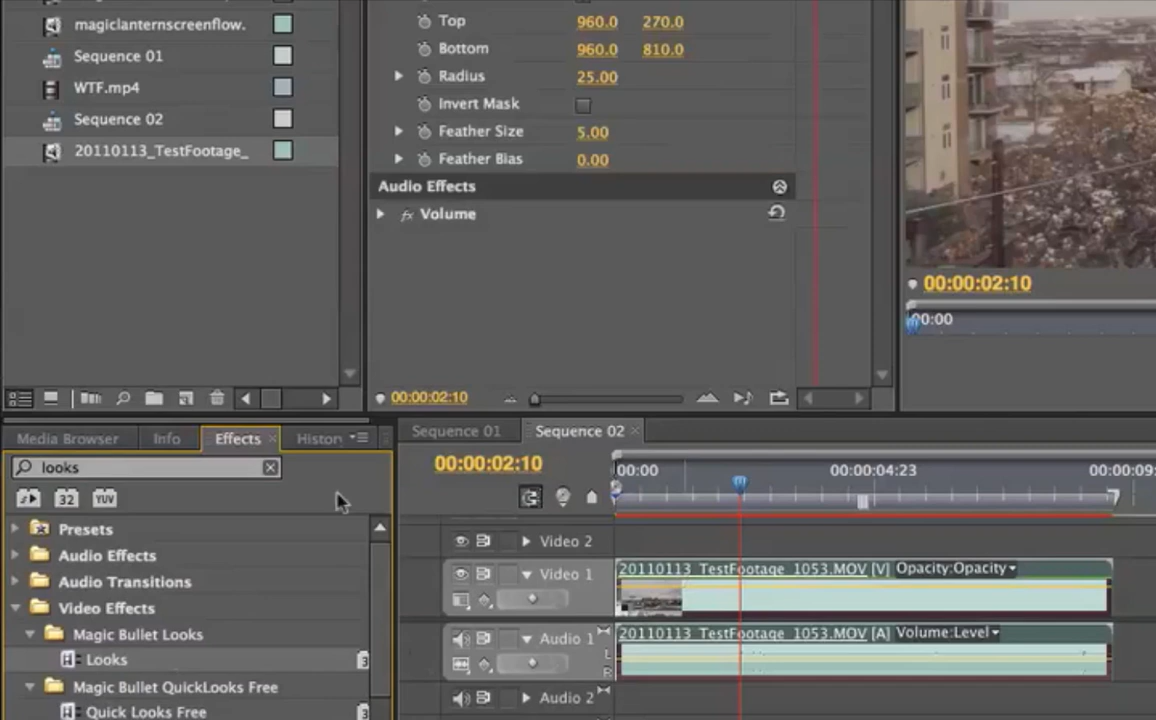 magiclanternscreenflow.
Sequence 01
WTF.mp4
Sequence 02
20110113_TestFootage_
Top 960.0 270.0
Bottom 960.0 810.0
Radius 25.00
Invert Mask
Feather Size 5.00
Feather Bias 0.00
Audio Effects
fx Volume
00:00:02:10
00:00:02:10
00:00
Media Browser Info Effects × Histor
looks
32 YUV
Presets
Audio Effects
Audio Transitions
Video Effects
Magic Bullet Looks
Looks
Magic Bullet QuickLooks Free
Quick Looks Free
Sequence 01 Sequence 02 ×
00:00:02:10
00:00 00:00:04:23 00:00:09:
Video 2
Video 1
20110113_TestFootage_1053.MOV [V] Opacity:Opacity
Audio 1
20110113_TestFootage_1053.MOV [A] Volume:Level
L
R
Audio 2